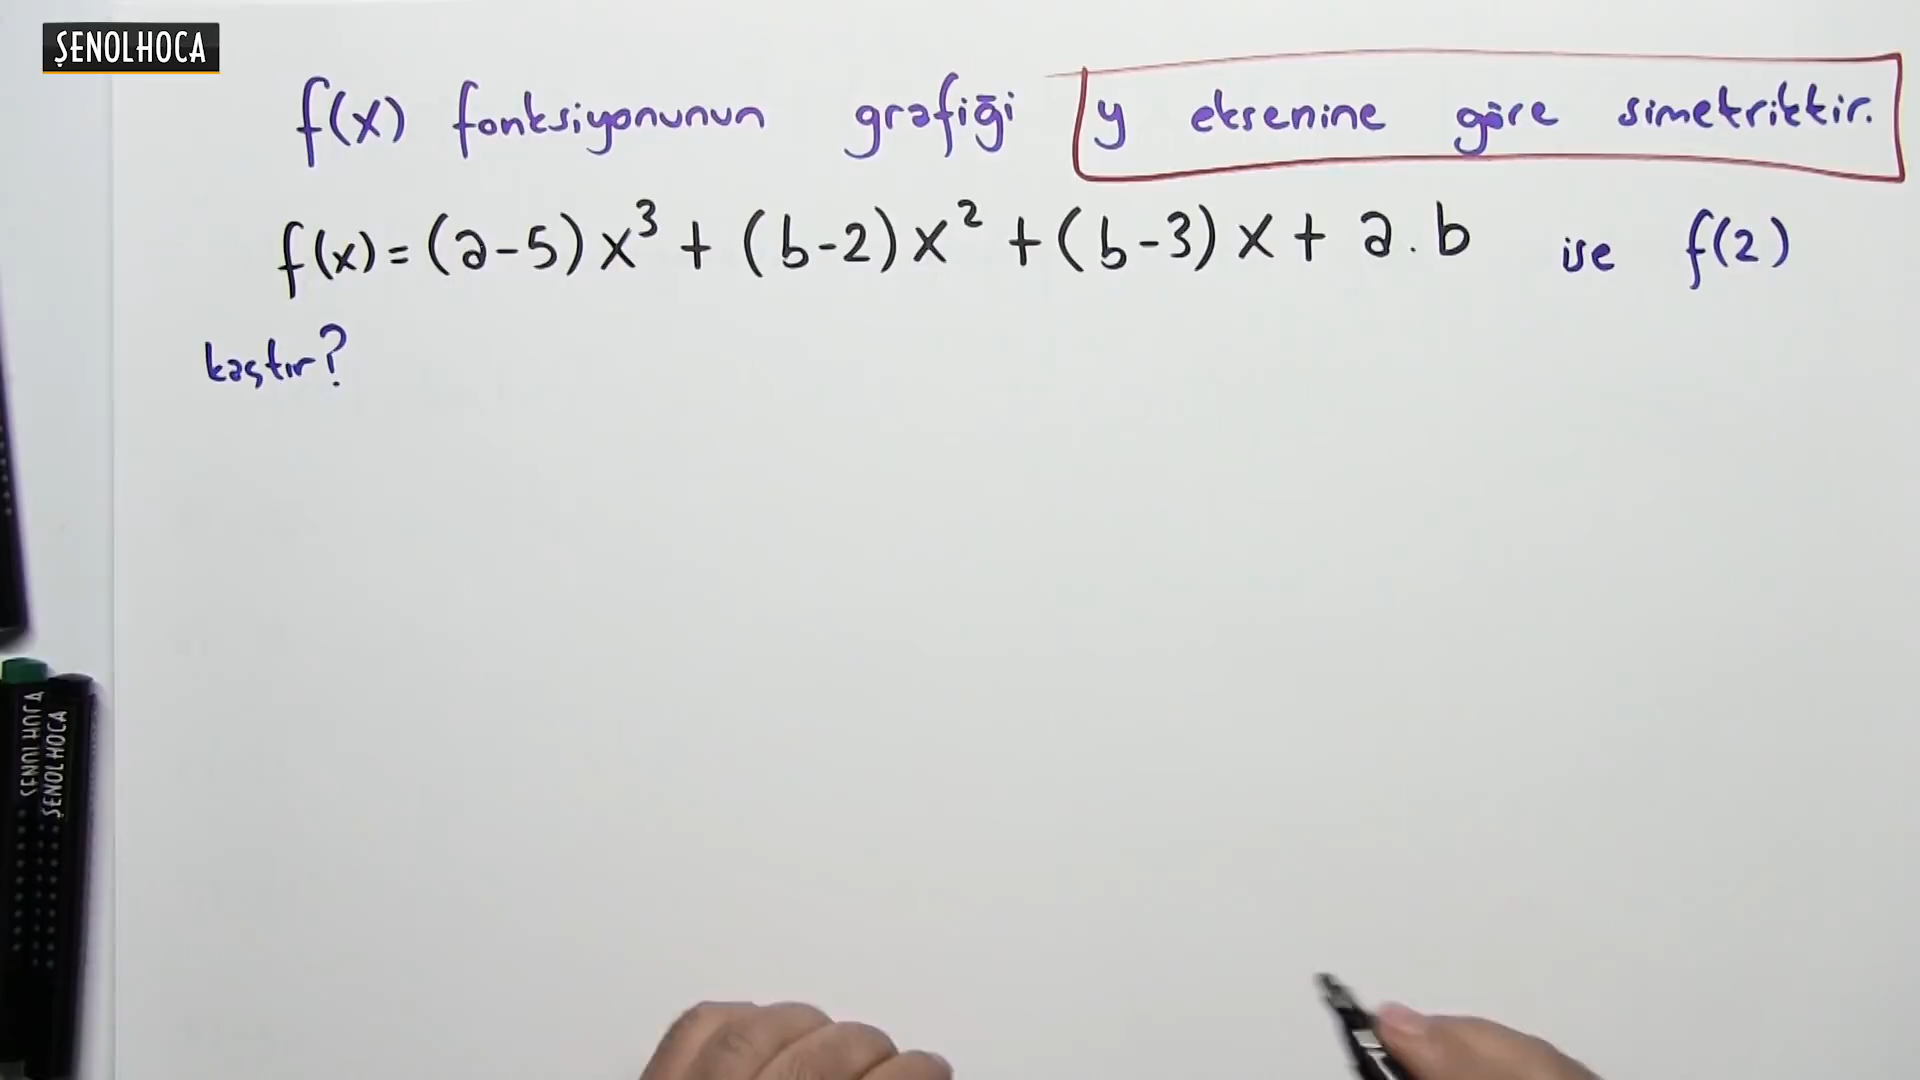 ŞENOLHOCA
f(x) fonksiyonunun grafiği y eksenine göre simetriktir.
f(x) = (a-5)x³ + (b-2)x² + (b-3)x + a.b ise f(2)
kaçtır?
ŞENOLHOCA
ŞENOLHOCA